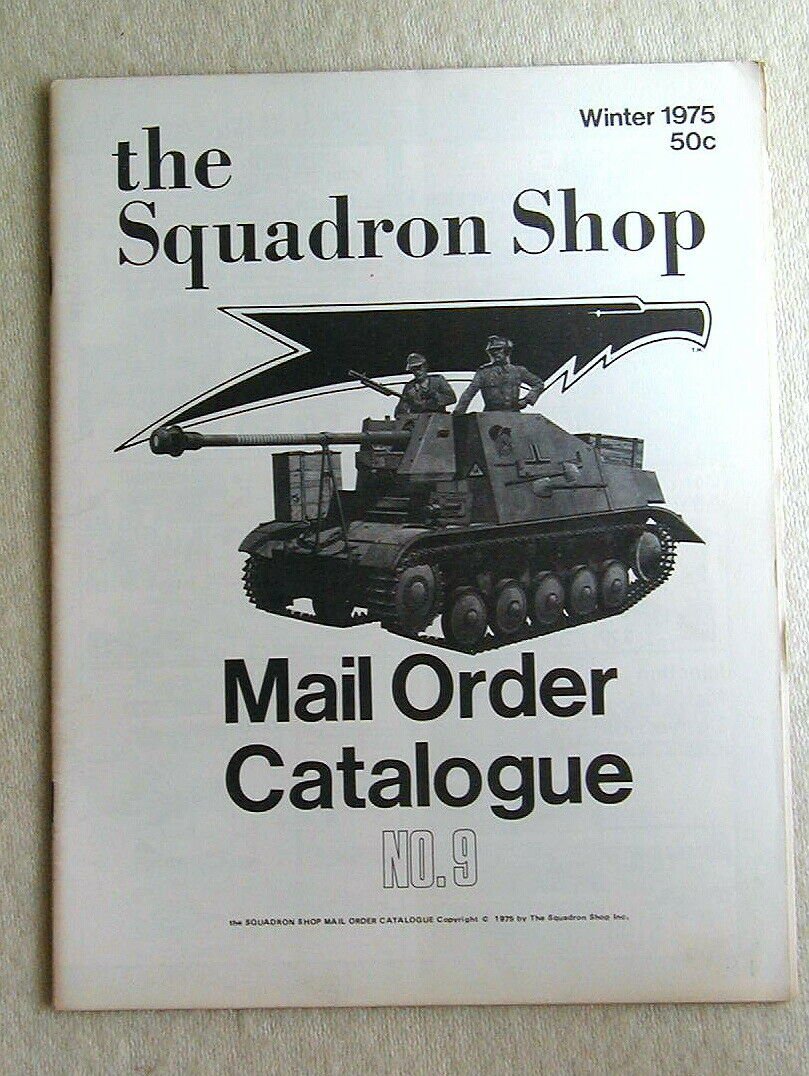 Winter 1975
50c
the
Squadron Shop
T.M.
Mail Order
Catalogue
NO. 9
the SQUADRON SHOP MAIL ORDER CATALOGUE Copyright © 1975 by The Squadron Shop Inc.